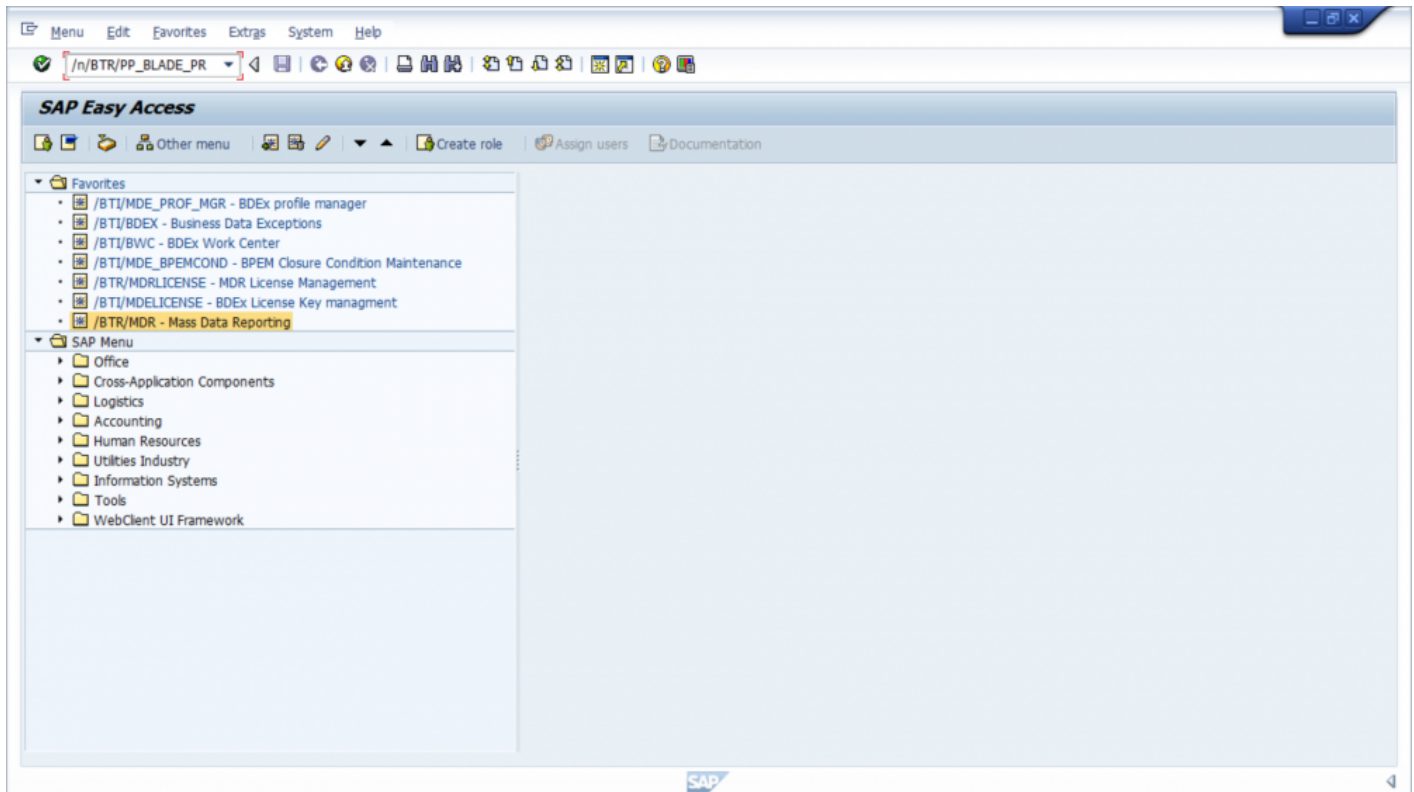 Menu Edit Favorites Extras System Help
/n/BTR/PP_BLADE_PR
SAP Easy Access
Other menu Create role Assign users Documentation
Favorites
/BTI/MDE_PROF_MGR - BDEx profile manager
/BTI/BDEX - Business Data Exceptions
/BTI/BWC - BDEx Work Center
/BTI/MDE_BPEMCOND - BPEM Closure Condition Maintenance
/BTR/MDRLICENSE - MDR License Management
/BTI/MDELICENSE - BDEx License Key managment
/BTR/MDR - Mass Data Reporting
SAP Menu
Office
Cross-Application Components
Logistics
Accounting
Human Resources
Utilities Industry
Information Systems
Tools
WebClient UI Framework
SAP